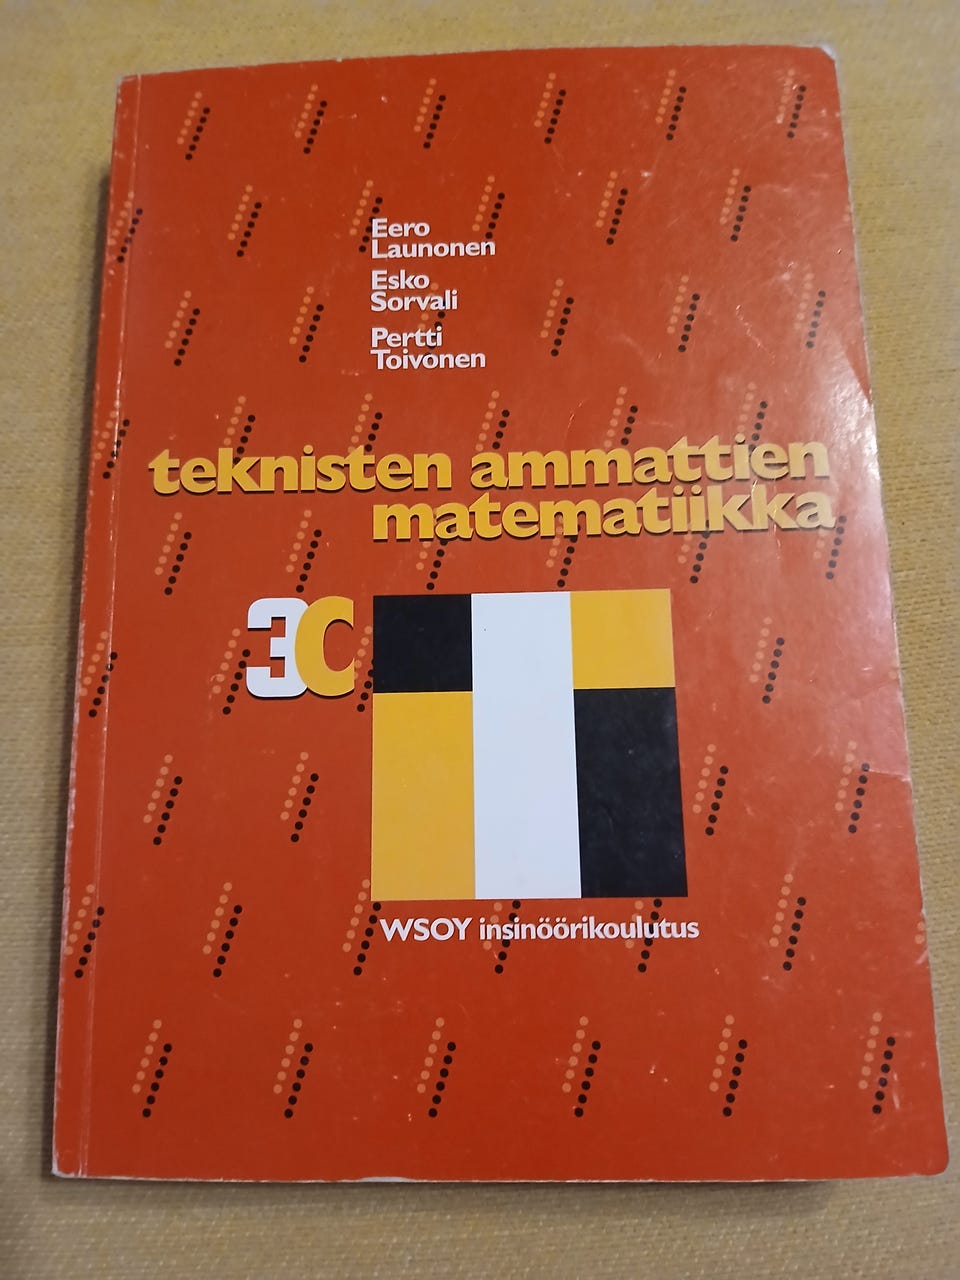 Eero
Launonen
Esko
Sorvali
Pertti
Toivonen
teknisten ammattien
matematiikka
3C
WSOY insinöörikoulutus